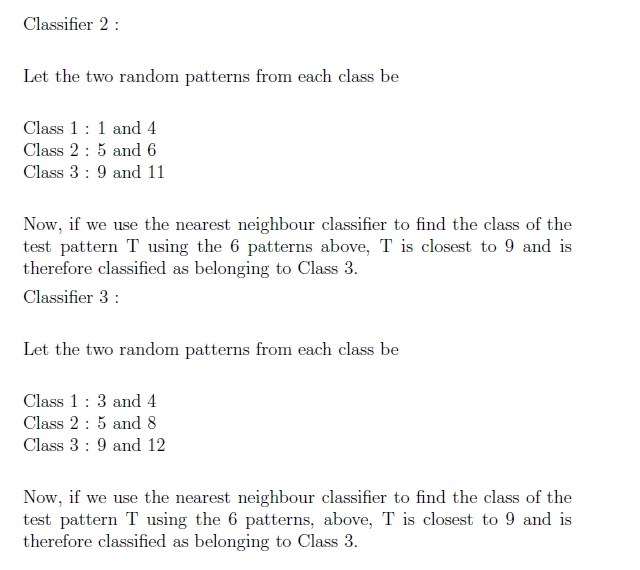 Classifier 2 :
Let the two random patterns from each class be
Class 1 : 1 and 4
Class 2 : 5 and 6
Class 3 : 9 and 11
Now, if we use the nearest neighbour classifier to find the class of the
test pattern T using the 6 patterns above, T is closest to 9 and is
therefore classified as belonging to Class 3.
Classifier 3 :
Let the two random patterns from each class be
Class 1 : 3 and 4
Class 2 : 5 and 8
Class 3 : 9 and 12
Now, if we use the nearest neighbour classifier to find the class of the
test pattern T using the 6 patterns, above, T is closest to 9 and is
therefore classified as belonging to Class 3.